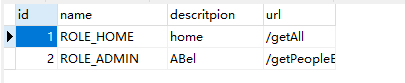 id name descritpion url
1 ROLE_HOME home /getAll
2 ROLE_ADMIN ABel /getPeopleE